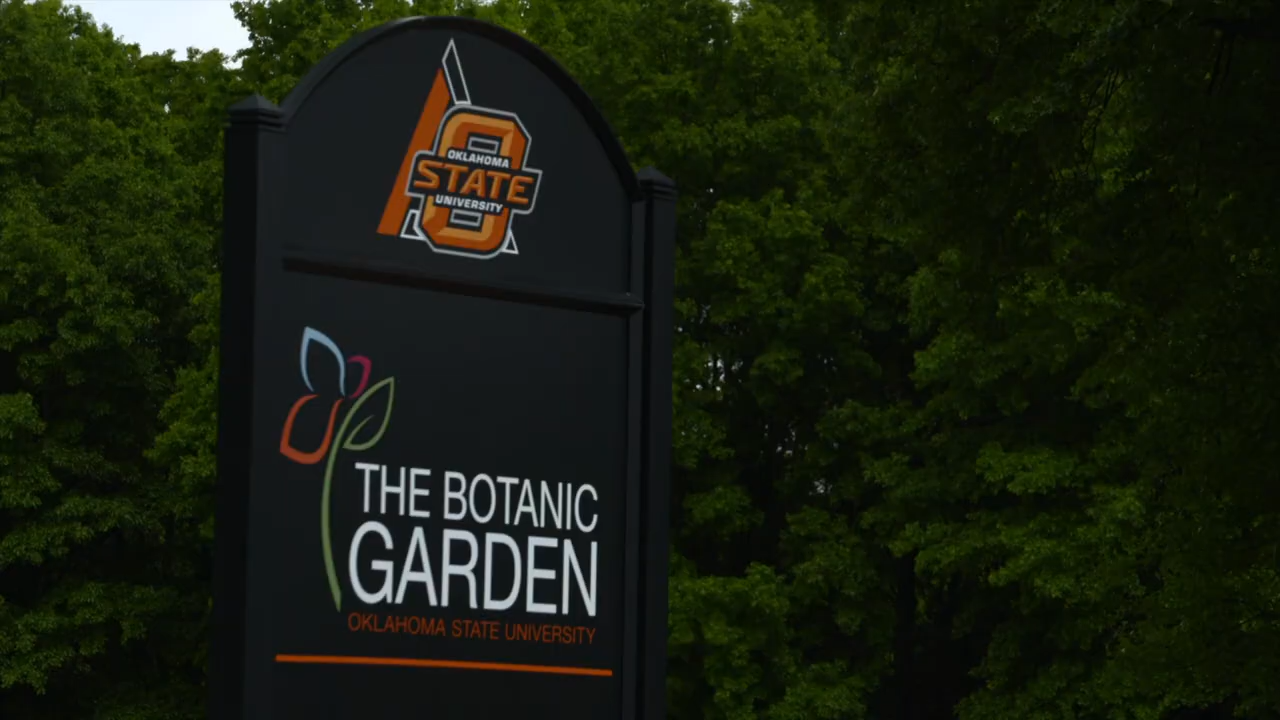 OKLAHOMA
STATE
UNIVERSITY
THE BOTANIC
GARDEN
OKLAHOMA STATE UNIVERSITY